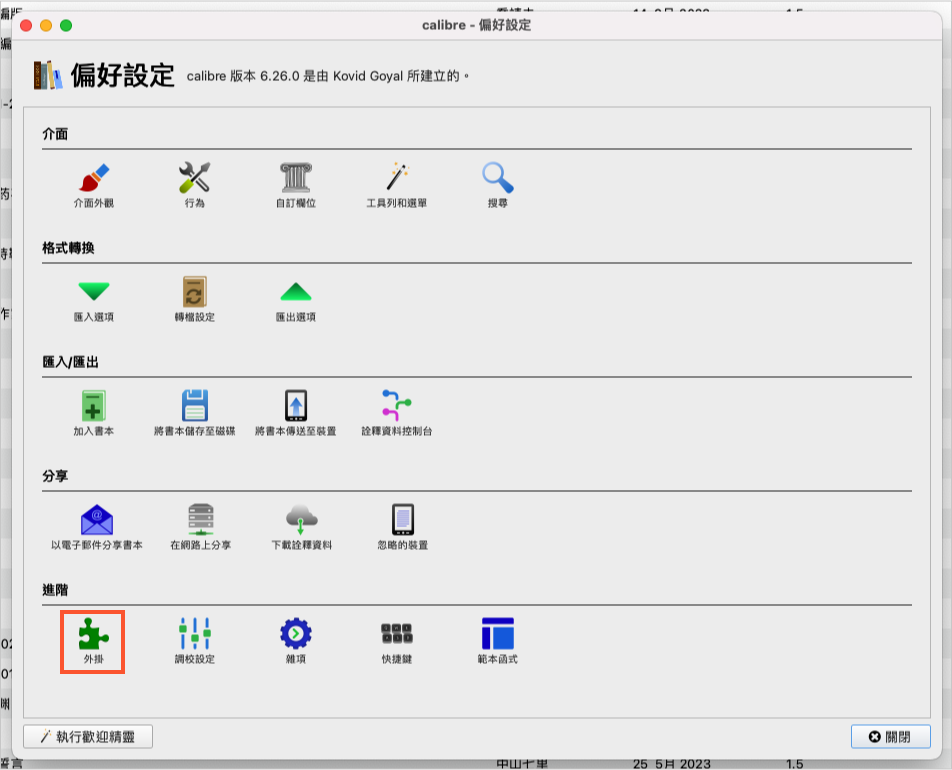 calibre - 偏好設定
偏好設定 calibre 版本 6.26.0 是由 Kovid Goyal 所建立的。
介面
介面外觀 行為 自訂欄位 工具列和選單 搜尋
格式轉換
匯入選項 轉檔設定 匯出選項
匯入/匯出
加入書本 將書本儲存至磁碟 將書本傳送至裝置 詮釋資料控制台
分享
以電子郵件分享書本 在網路上分享 下載詮釋資料 忽略的裝置
進階
外掛 調校設定 雜項 快捷鍵 範本函式
執行歡迎精靈 關閉
誓言 中山七里 25 5月 2023 1.5